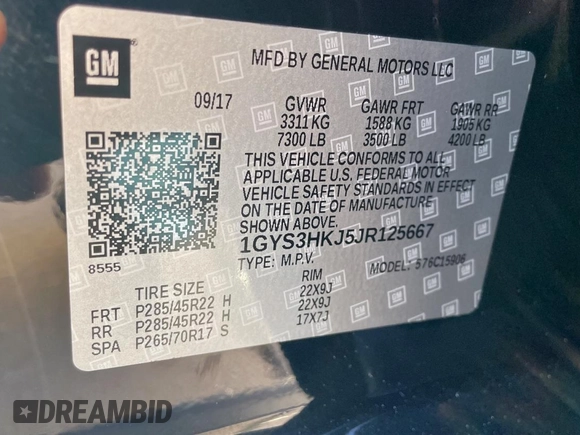 GM
MFD BY GENERAL MOTORS LLC
09/17 GVWR GAWR FRT GAWR RR
3311 KG 1588 KG 1905 KG
7300 LB 3500 LB 4200 LB
THIS VEHICLE CONFORMS TO ALL
APPLICABLE U.S. FEDERAL MOTOR
VEHICLE SAFETY STANDARDS IN EFFECT
ON THE DATE OF MANUFACTURE
SHOWN ABOVE.
1GYS3HKJ5JR125667
8555 TYPE: M.P.V. MODEL: S76C15906
TIRE SIZE RIM
FRT P285/45R22 H 22X9J
RR P285/45R22 H 22X9J
SPA P265/70R17 S 17X7J
DREAMBID